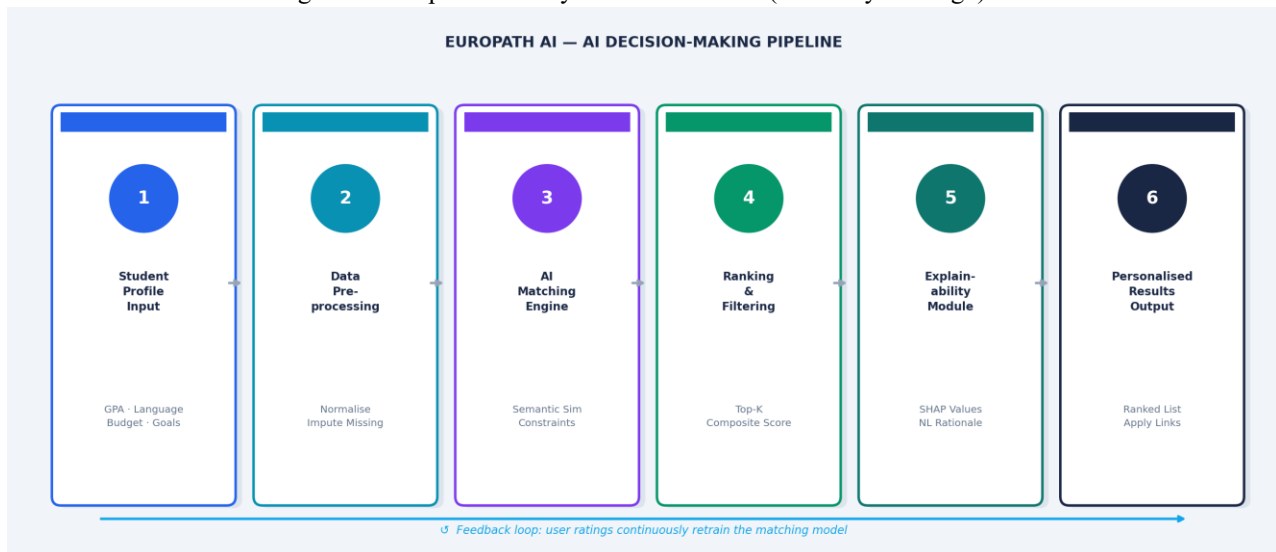 EUROPATH AI — AI DECISION-MAKING PIPELINE
1
Student
Profile
Input
GPA · Language
Budget · Goals
2
Data
Pre-
processing
Normalise
Impute Missing
3
AI
Matching
Engine
Semantic Sim
Constraints
4
Ranking
&
Filtering
Top-K
Composite Score
5
Explain-
ability
Module
SHAP Values
NL Rationale
6
Personalised
Results
Output
Ranked List
Apply Links
↺ Feedback loop: user ratings continuously retrain the matching model